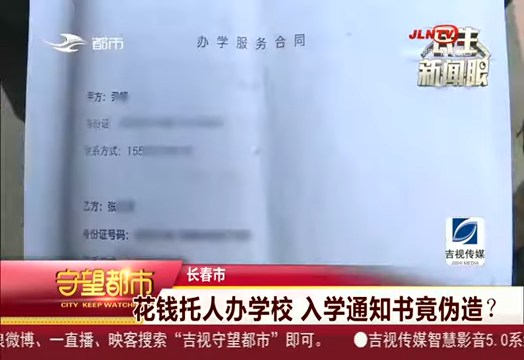 都市
JLNTV
新闻眼
办学服务合同
甲方：
身份证
联系方式：155
乙方：张
身份证号码：
吉视传媒
JISHI MEDIA
守望都市
CITY KEEP WATCH
长春市
花钱托人办学校 入学通知书竟伪造？
浪微博、一直播、映客搜索“吉视守望都市”即可。 ●吉视传媒智慧影音5.0系